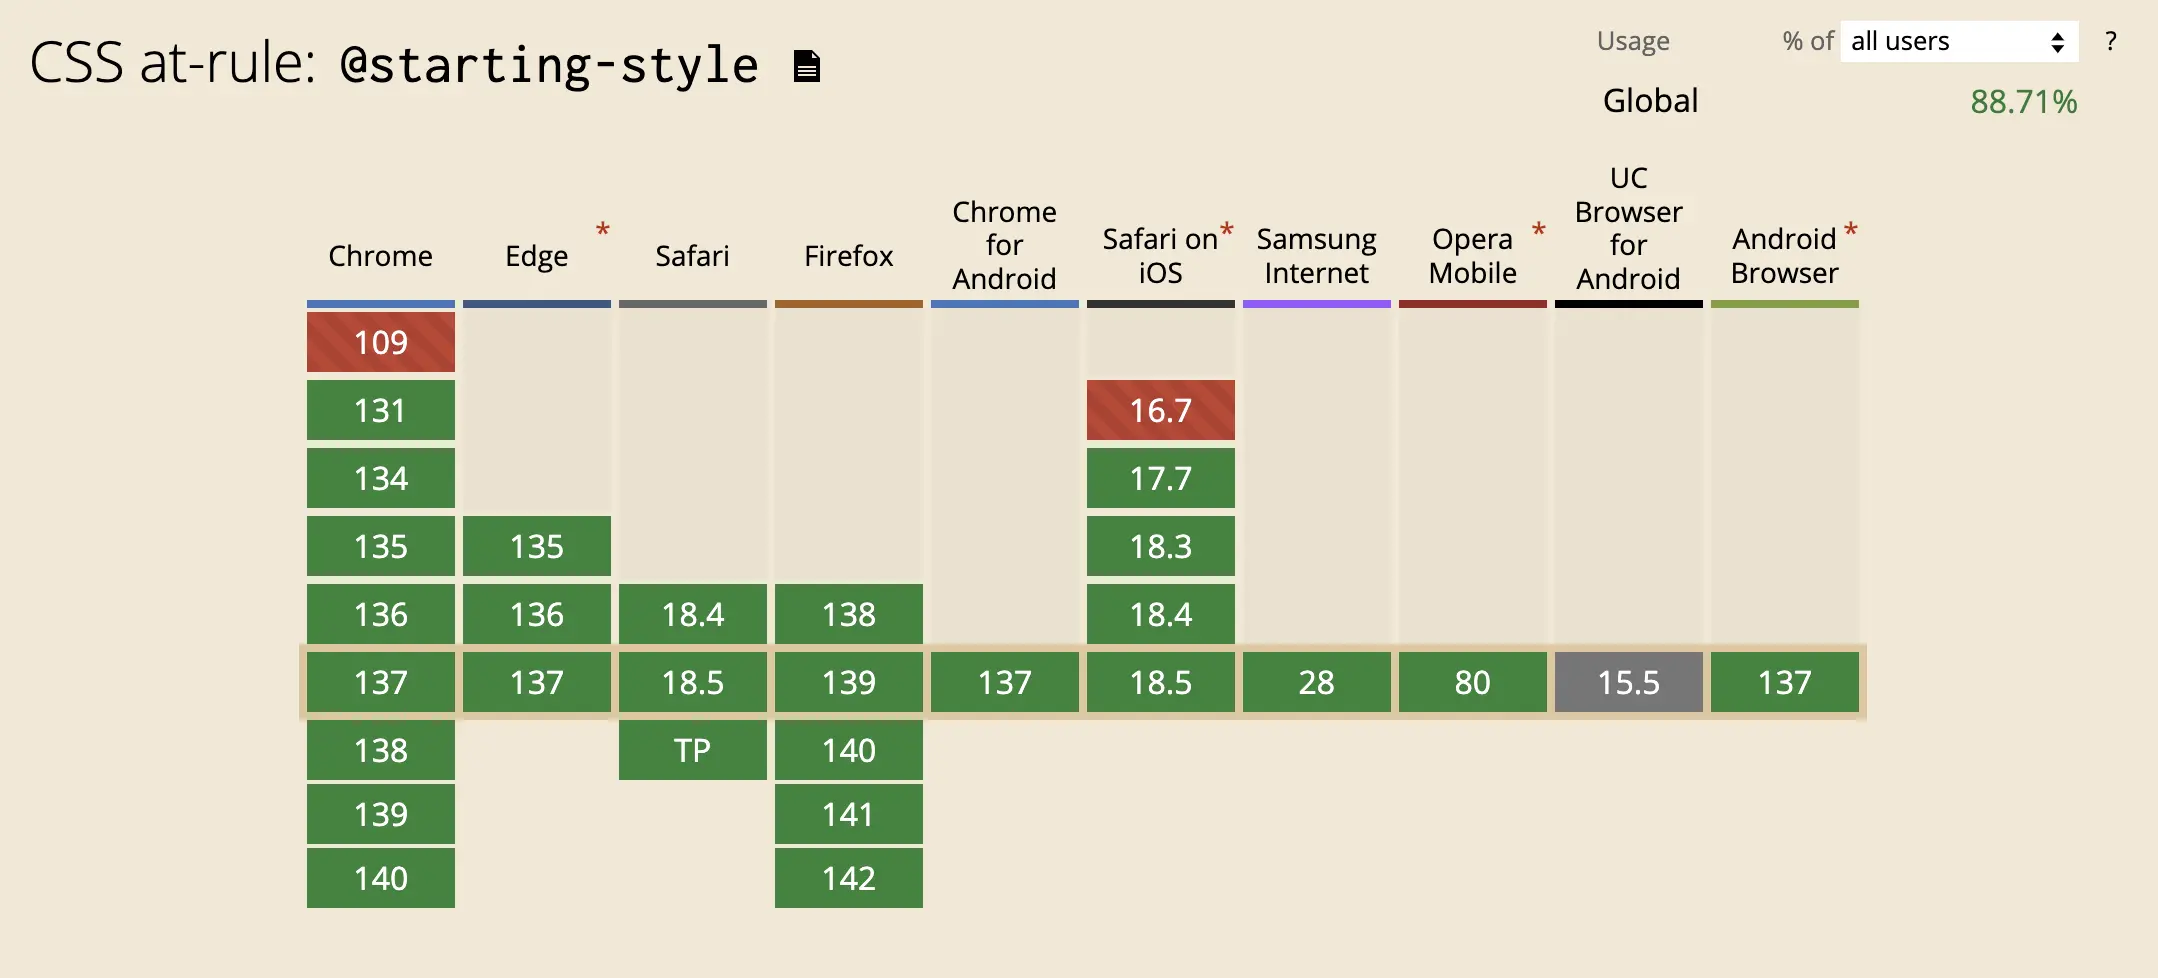 CSS at-rule: @starting-style
Usage % of all users ?
Global 88.71%
Chrome
Edge *
Safari
Firefox
Chrome
for
Android
Safari on *
iOS
Samsung
Internet
Opera *
Mobile
UC
Browser
for
Android
Android *
Browser
109
131 16.7
134 17.7
135 135 18.3
136 136 18.4 138 18.4
137 137 18.5 139 137 18.5 28 80 15.5 137
138 TP 140
139 141
140 142